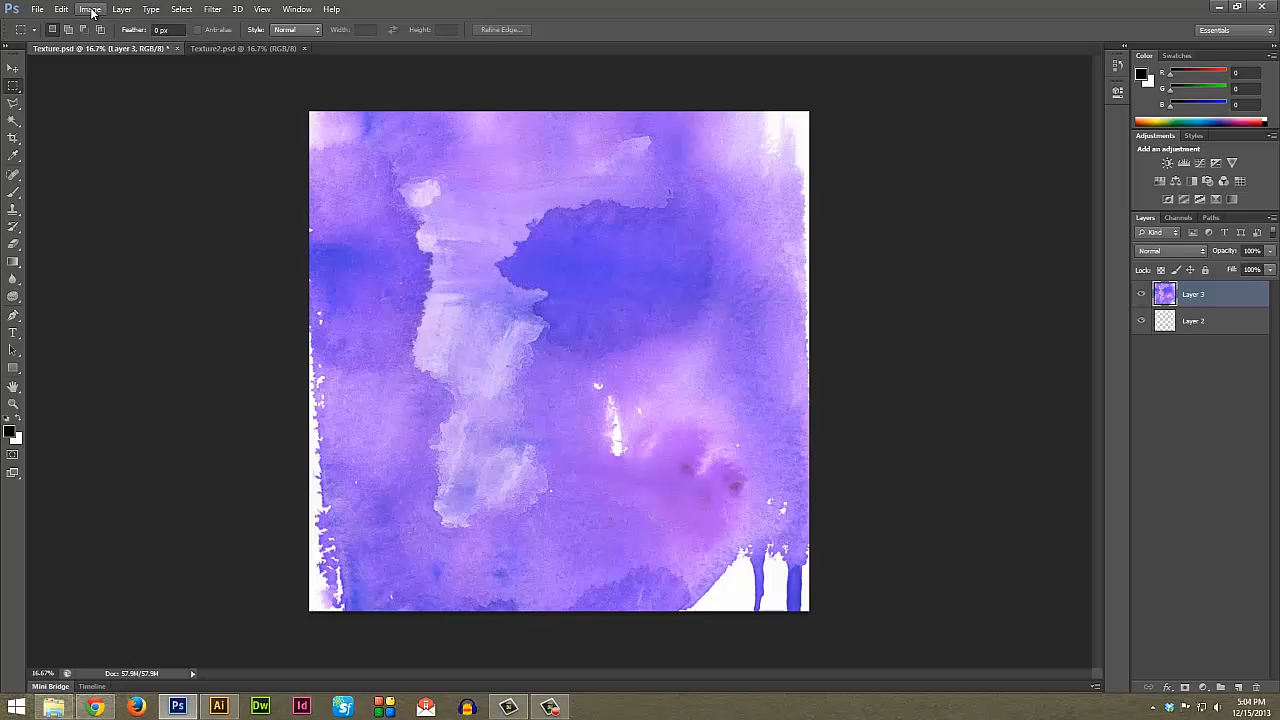 Ps File Edit Image Layer Type Select Filter 3D View Window Help
Feather: 0 px Anti-alias Style: Normal Width: Height: Refine Edge... Essentials
Texture.psd @ 16.7% (Layer 3, RGB/8) * × Texture2.psd @ 16.7% (RGB/8) ×
Color Swatches
R 0
G 0
B 0
Adjustments Styles
Add an adjustment
Layers Channels Paths
Kind
Normal Opacity: 100%
Lock: Fill: 100%
Layer 3
Layer 2
T
16.67% Doc: 57.9M/57.9M
Mini Bridge Timeline
Ps Ai Dw Id
5:04 PM
12/15/2013